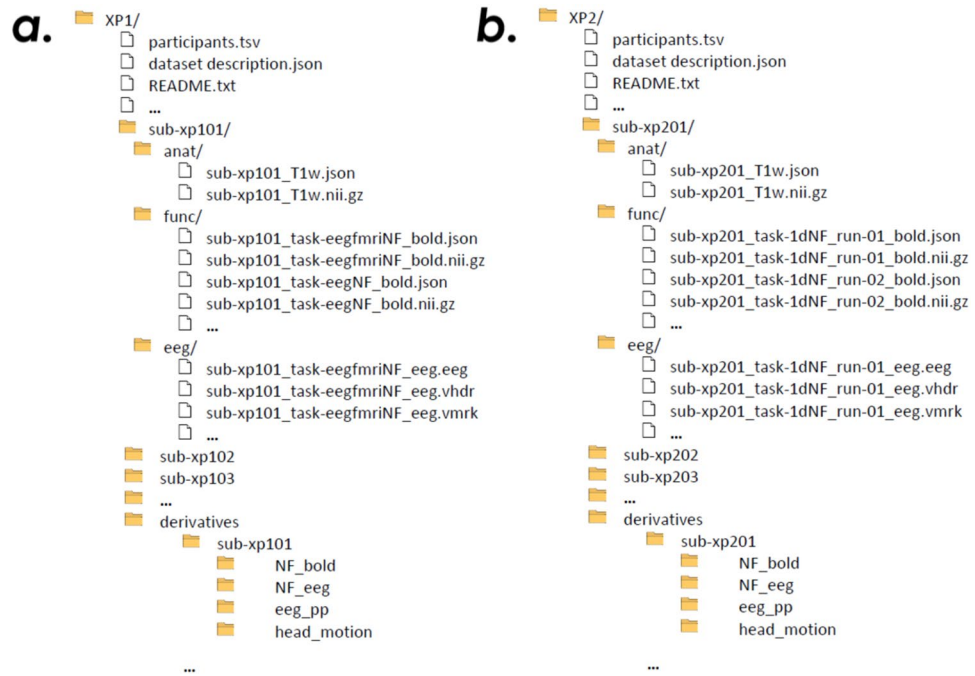 a.
XP1/
participants.tsv
dataset description.json
README.txt
...
sub-xp101/
anat/
sub-xp101_T1w.json
sub-xp101_T1w.nii.gz
func/
sub-xp101_task-eegfmriNF_bold.json
sub-xp101_task-eegfmriNF_bold.nii.gz
sub-xp101_task-eegNF_bold.json
sub-xp101_task-eegNF_bold.nii.gz
...
eeg/
sub-xp101_task-eegfmriNF_eeg.eeg
sub-xp101_task-eegfmriNF_eeg.vhdr
sub-xp101_task-eegfmriNF_eeg.vmrk
...
sub-xp102
sub-xp103
...
derivatives
sub-xp101
NF_bold
NF_eeg
eeg_pp
head_motion
...
b.
XP2/
participants.tsv
dataset description.json
README.txt
...
sub-xp201/
anat/
sub-xp201_T1w.json
sub-xp201_T1w.nii.gz
func/
sub-xp201_task-1dNF_run-01_bold.json
sub-xp201_task-1dNF_run-01_bold.nii.gz
sub-xp201_task-1dNF_run-02_bold.json
sub-xp201_task-1dNF_run-02_bold.nii.gz
...
eeg/
sub-xp201_task-1dNF_run-01_eeg.eeg
sub-xp201_task-1dNF_run-01_eeg.vhdr
sub-xp201_task-1dNF_run-01_eeg.vmrk
...
sub-xp202
sub-xp203
...
derivatives
sub-xp201
NF_bold
NF_eeg
eeg_pp
head_motion
...